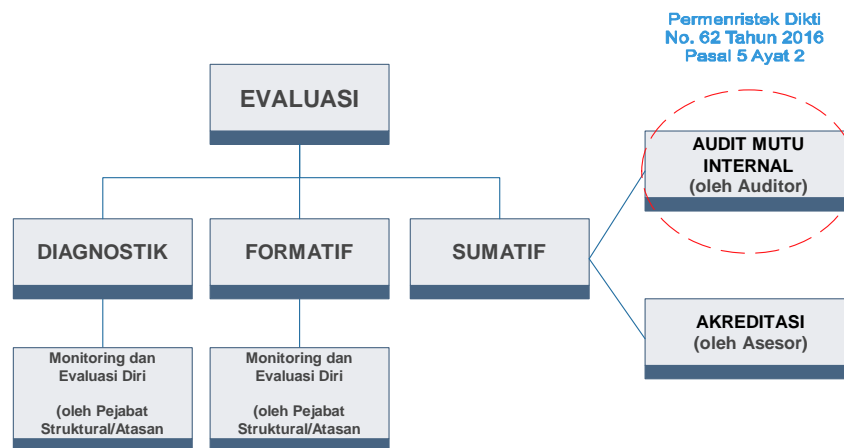 Permenristek Dikti
No. 62 Tahun 2016
Pasal 5 Ayat 2
EVALUASI
AUDIT MUTU
INTERNAL
(oleh Auditor)
DIAGNOSTIK
FORMATIF
SUMATIF
AKREDITASI
(oleh Asesor)
Monitoring dan
Evaluasi Diri
(oleh Pejabat
Struktural/Atasan
Monitoring dan
Evaluasi Diri
(oleh Pejabat
Struktural/Atasan